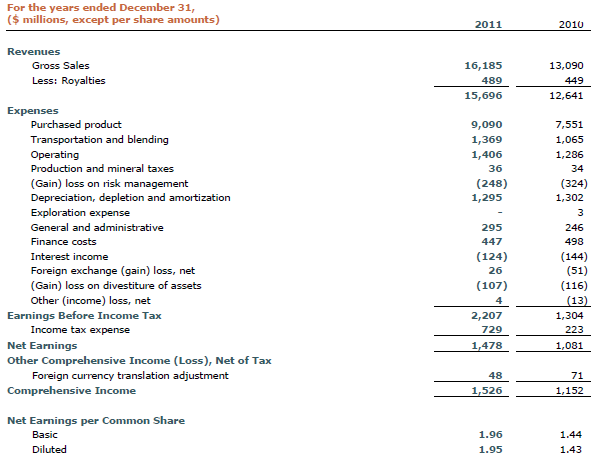 For the years ended December 31,
($ millions, except per share amounts) 2011 2010
Revenues
Gross Sales 16,185 13,090
Less: Royalties 489 449
15,696 12,641
Expenses
Purchased product 9,090 7,551
Transportation and blending 1,369 1,065
Operating 1,406 1,286
Production and mineral taxes 36 34
(Gain) loss on risk management (248) (324)
Depreciation, depletion and amortization 1,295 1,302
Exploration expense - 3
General and administrative 295 246
Finance costs 447 498
Interest income (124) (144)
Foreign exchange (gain) loss, net 26 (51)
(Gain) loss on divestiture of assets (107) (116)
Other (income) loss, net 4 (13)
Earnings Before Income Tax 2,207 1,304
Income tax expense 729 223
Net Earnings 1,478 1,081
Other Comprehensive Income (Loss), Net of Tax
Foreign currency translation adjustment 48 71
Comprehensive Income 1,526 1,152
Net Earnings per Common Share
Basic 1.96 1.44
Diluted 1.95 1.43